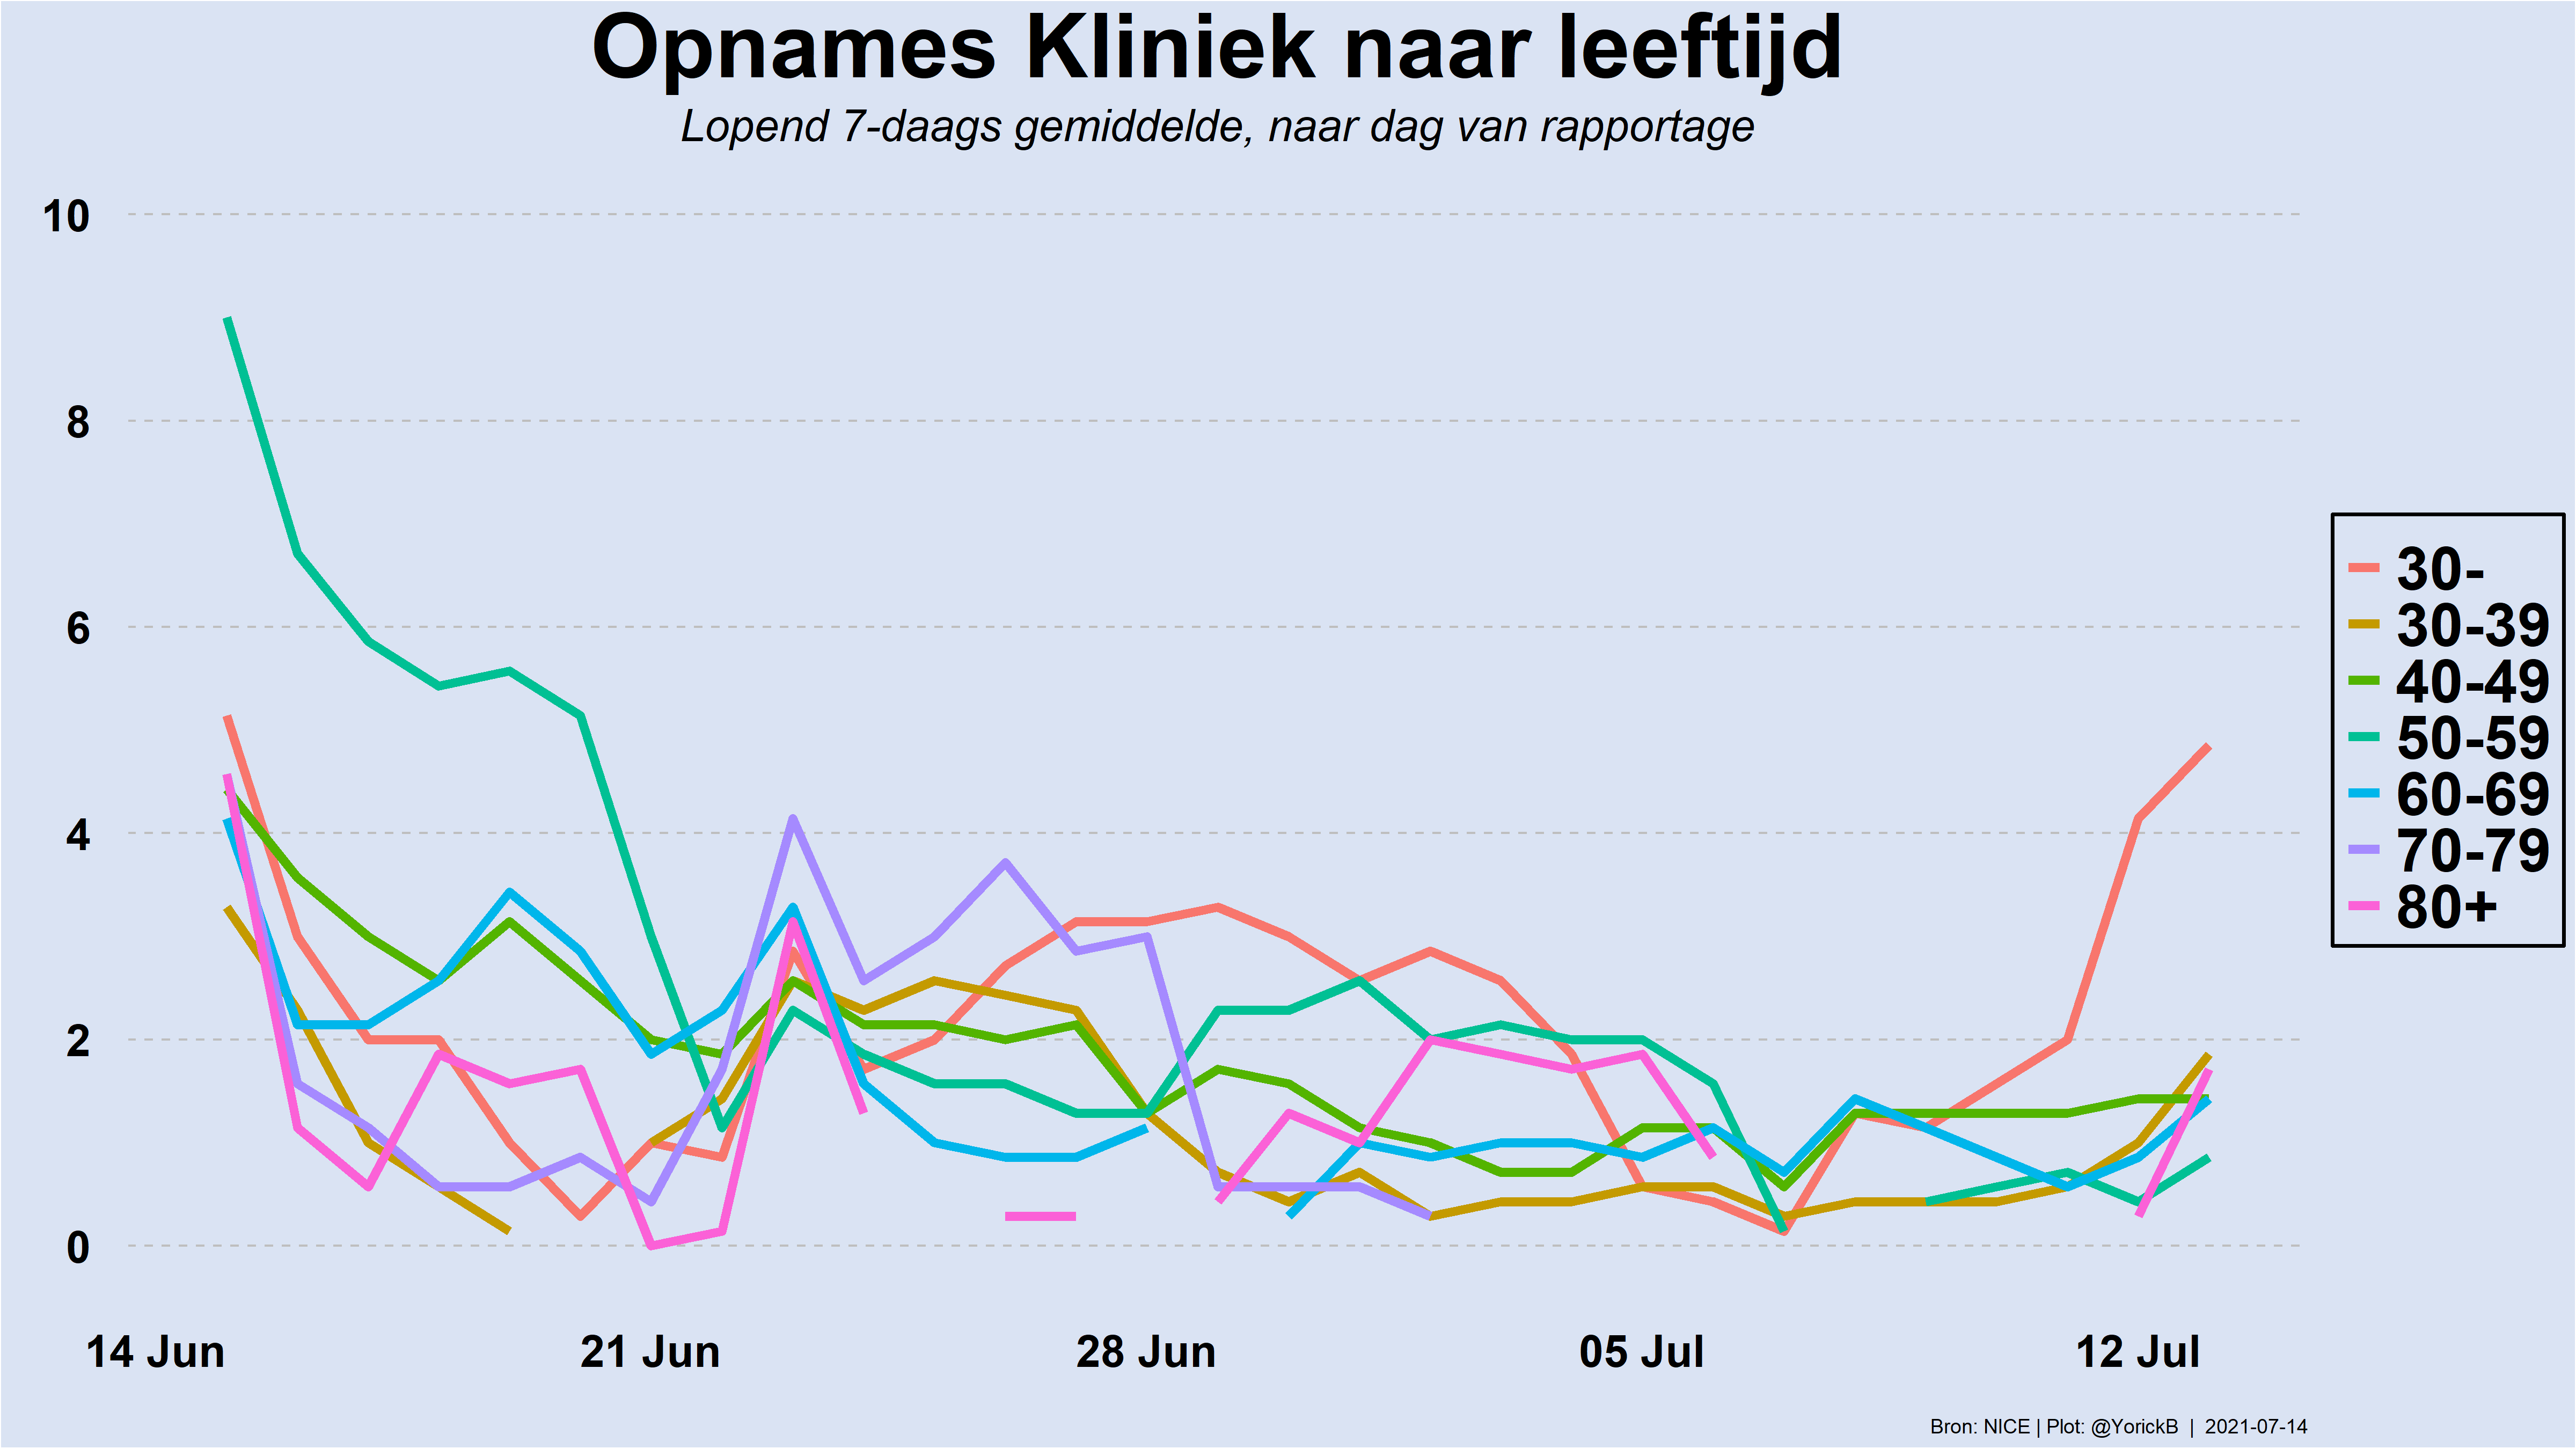 Opnames Kliniek naar leeftijd
Lopend 7-daags gemiddelde, naar dag van rapportage
10
8
6
4
2
0
14 Jun
21 Jun
28 Jun
05 Jul
12 Jul
30-
30-39
40-49
50-59
60-69
70-79
80+
Bron: NICE | Plot: @YorickB | 2021-07-14